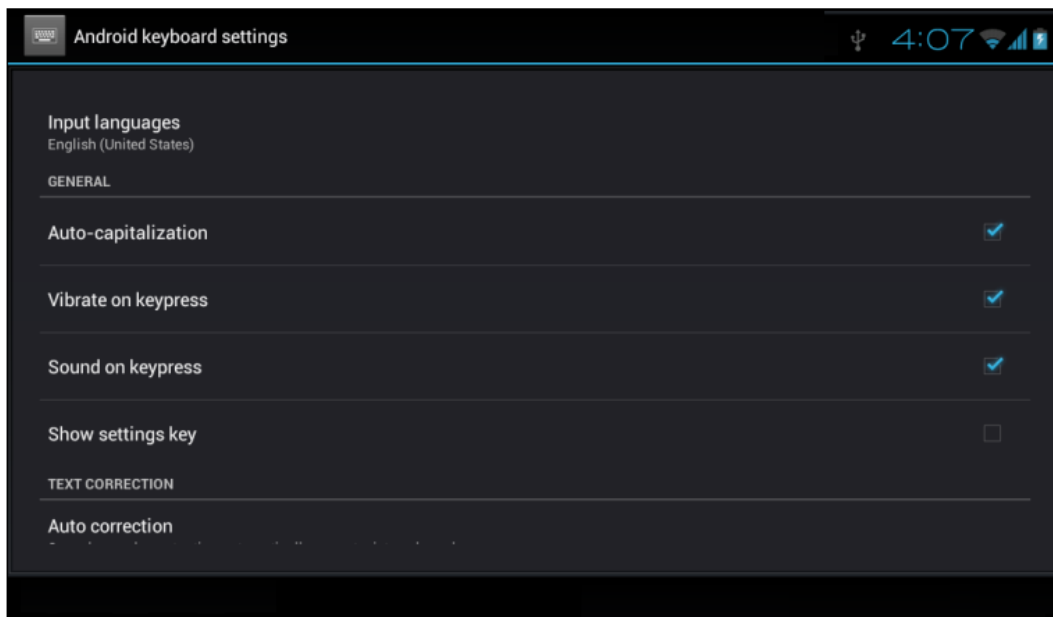 Android keyboard settings
4:07
Input languages
English (United States)
GENERAL
Auto-capitalization
Vibrate on keypress
Sound on keypress
Show settings key
TEXT CORRECTION
Auto correction